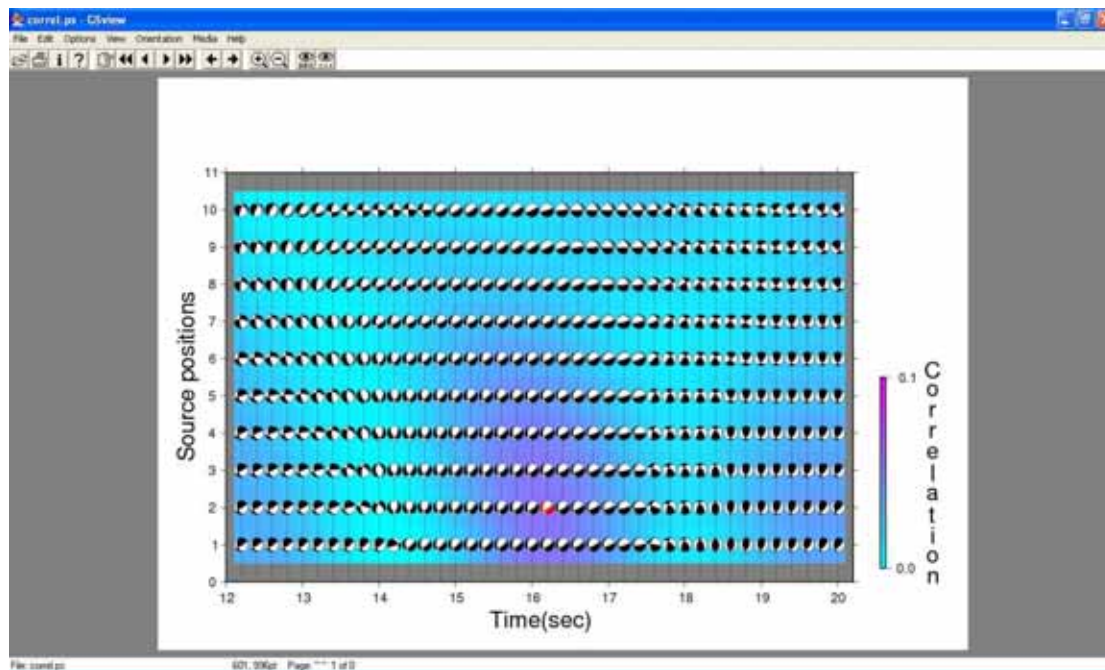 correl.ps - GSview
File Edit Options View Orientation Media Help
11
10
9
8
7
6
5
4
3
2
1
0
Source positions
12 13 14 15 16 17 18 19 20
Time(sec)
0.1
0.0
Correlation
File: correl.ps 601, 996pt Page: "" 1 of 0